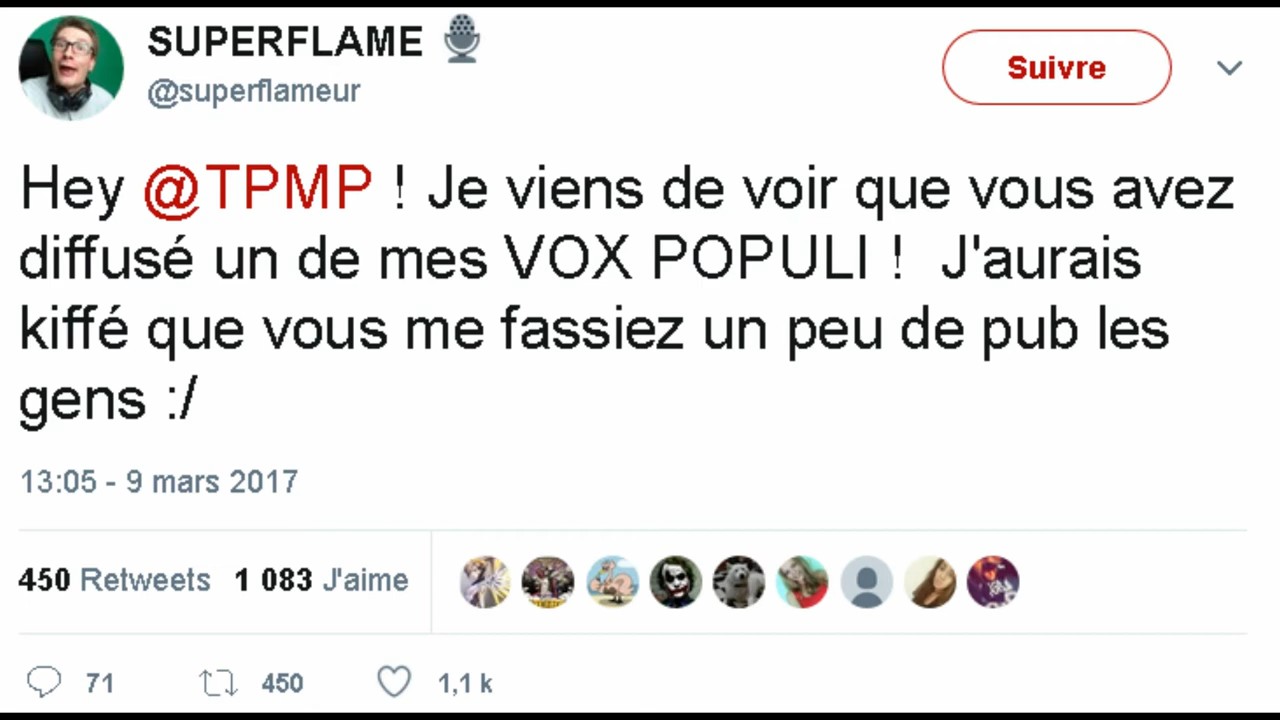 SUPERFLAME
@superflameur
Suivre
Hey @TPMP ! Je viens de voir que vous avez
diffusé un de mes VOX POPULI !  J'aurais
kiffé que vous me fassiez un peu de pub les
gens :/
13:05 - 9 mars 2017
450 Retweets 1 083 J'aime
71 450 1,1 k